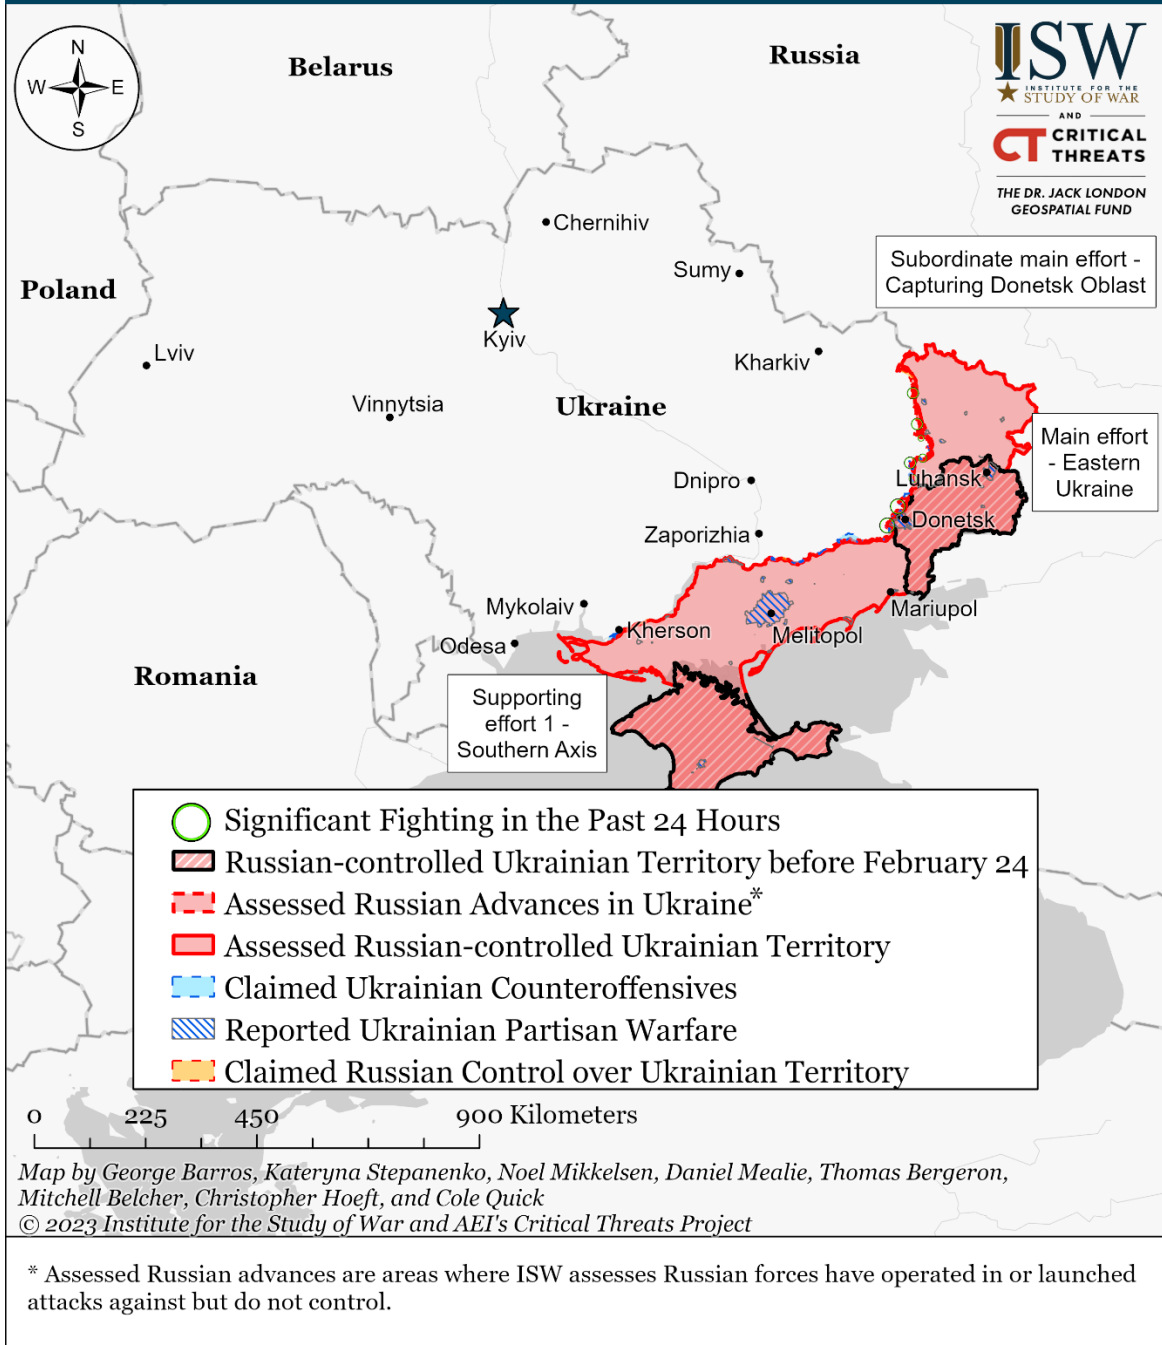 N
W
E
S
Belarus
Russia
ISW
INSTITUTE FOR THE
STUDY OF WAR
AND
CT CRITICAL
THREATS
THE DR. JACK LONDON
GEOSPATIAL FUND
Chernihiv
Sumy
Subordinate main effort -
Capturing Donetsk Oblast
Poland
Kyiv
Lviv
Kharkiv
Vinnytsia
Ukraine
Main effort
- Eastern
Ukraine
Dnipro
Luhansk
Donetsk
Zaporizhia
Mykolaiv
Mariupol
Kherson
Melitopol
Odesa
Romania
Supporting
effort 1 -
Southern Axis
Significant Fighting in the Past 24 Hours
Russian-controlled Ukrainian Territory before February 24
Assessed Russian Advances in Ukraine*
Assessed Russian-controlled Ukrainian Territory
Claimed Ukrainian Counteroffensives
Reported Ukrainian Partisan Warfare
Claimed Russian Control over Ukrainian Territory
0 225 450 900 Kilometers
Map by George Barros, Kateryna Stepanenko, Noel Mikkelsen, Daniel Mealie, Thomas Bergeron,
Mitchell Belcher, Christopher Hoeft, and Cole Quick
© 2023 Institute for the Study of War and AEI's Critical Threats Project
* Assessed Russian advances are areas where ISW assesses Russian forces have operated in or launched
attacks against but do not control.